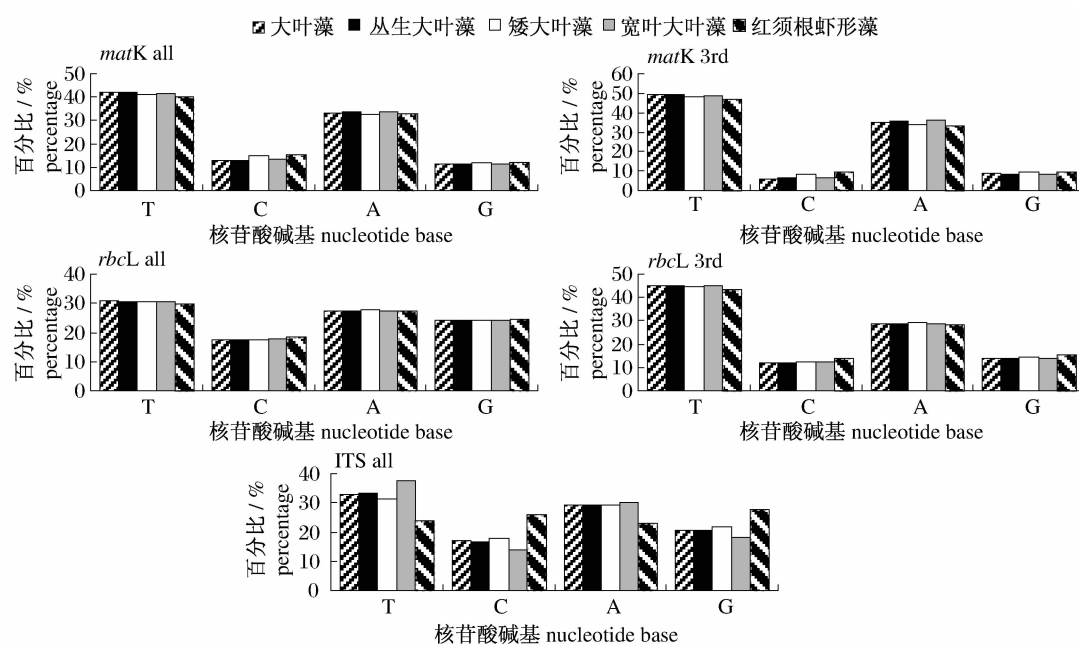 大叶藻 丛生大叶藻 矮大叶藻 宽叶大叶藻 红须根虾形藻
matK all
百分比 / %
percentage
50
40
30
20
10
0
T C A G
核苷酸碱基 nucleotide base
matK 3rd
百分比 / %
percentage
60
50
40
30
20
10
0
T C A G
核苷酸碱基 nucleotide base
rbcL all
百分比 / %
percentage
40
30
20
10
0
T C A G
核苷酸碱基 nucleotide base
rbcL 3rd
百分比 / %
percentage
50
40
30
20
10
0
T C A G
核苷酸碱基 nucleotide base
ITS all
百分比 / %
percentage
40
30
20
10
0
T C A G
核苷酸碱基 nucleotide base